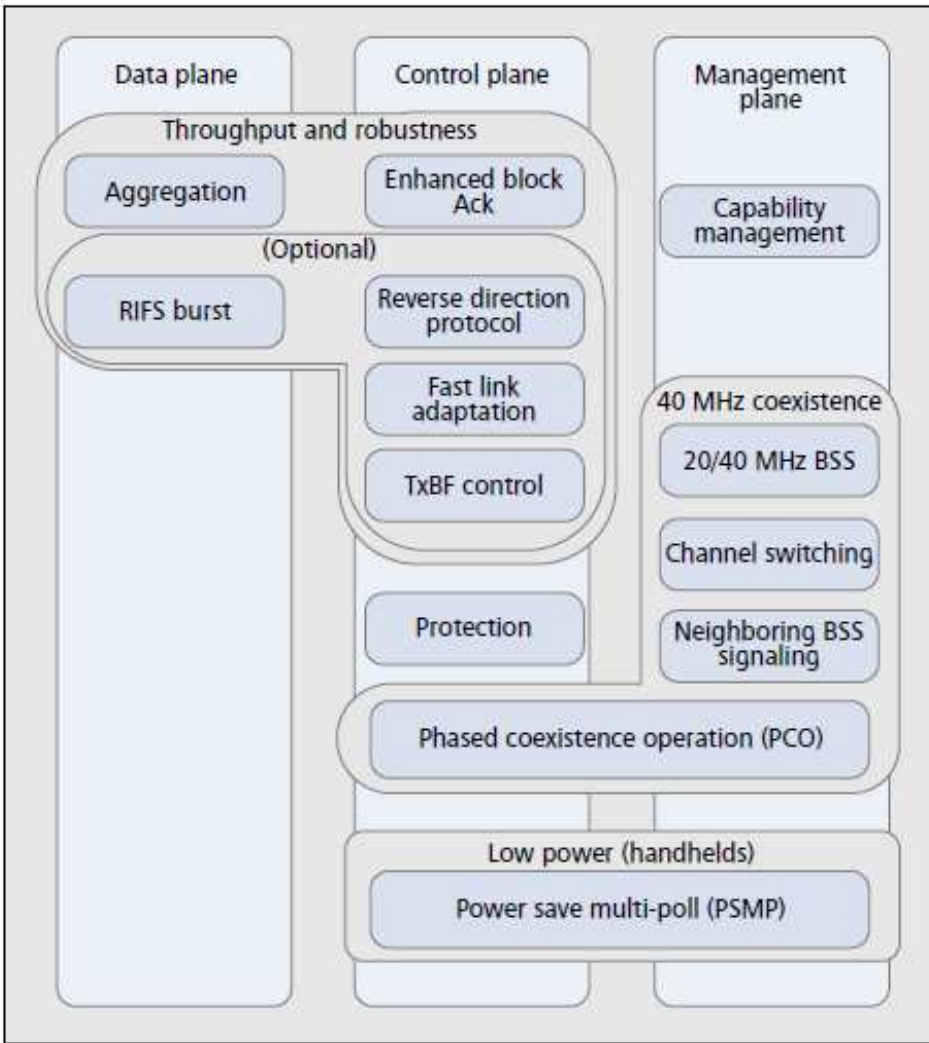 Data plane
Control plane
Management
plane
Throughput and robustness
Aggregation
Enhanced block
Ack
Capability
management
(Optional)
RIFS burst
Reverse direction
protocol
Fast link
adaptation
40 MHz coexistence
20/40 MHz BSS
TxBF control
Channel switching
Protection
Neighboring BSS
signaling
Phased coexistence operation (PCO)
Low power (handhelds)
Power save multi-poll (PSMP)